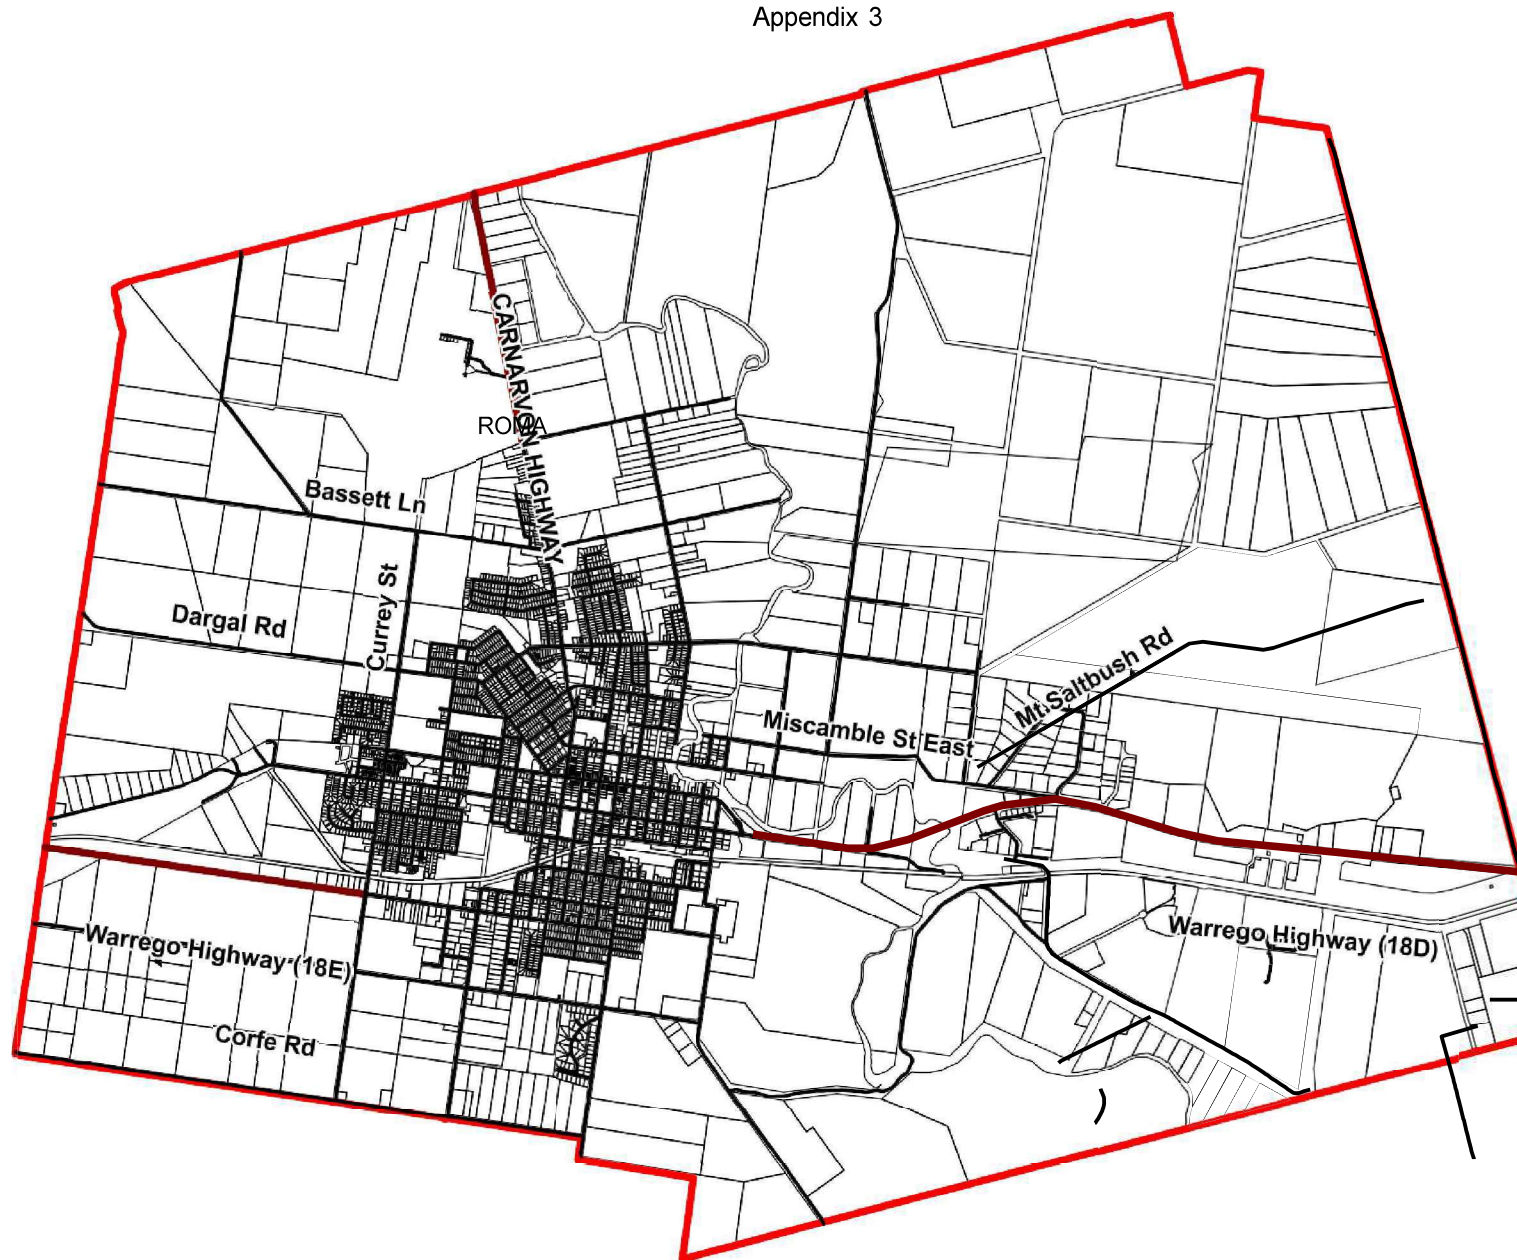 Appendix 3
CARNARVON HIGHWAY
ROMA
Bassett Ln
Currey St
Dargal Rd
Mt Saltbush Rd
Miscamble St East
Warrego Highway (18D)
Warrego Highway (18E)
Corfe Rd